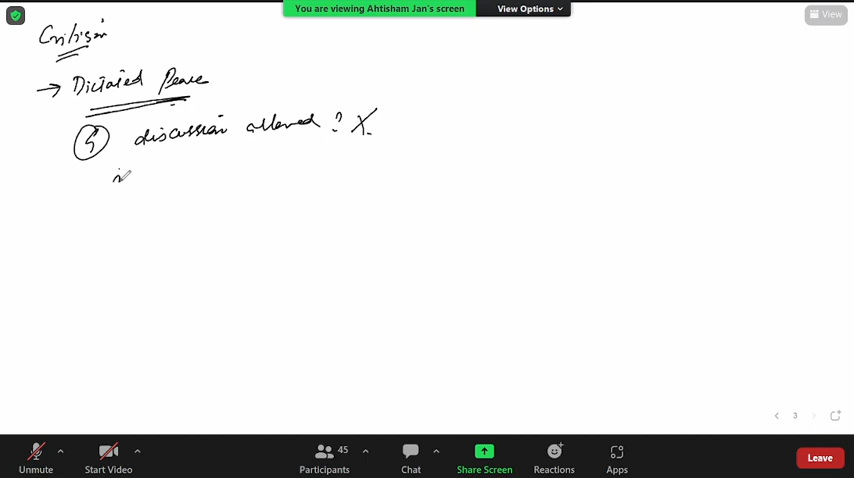 You are viewing Ahtisham Jan's screen View Options
View
Criticism
→ Dictated Peace
G discussion allowed ? X
i
3
Unmute Start Video 45 Participants Chat Share Screen Reactions Apps Leave